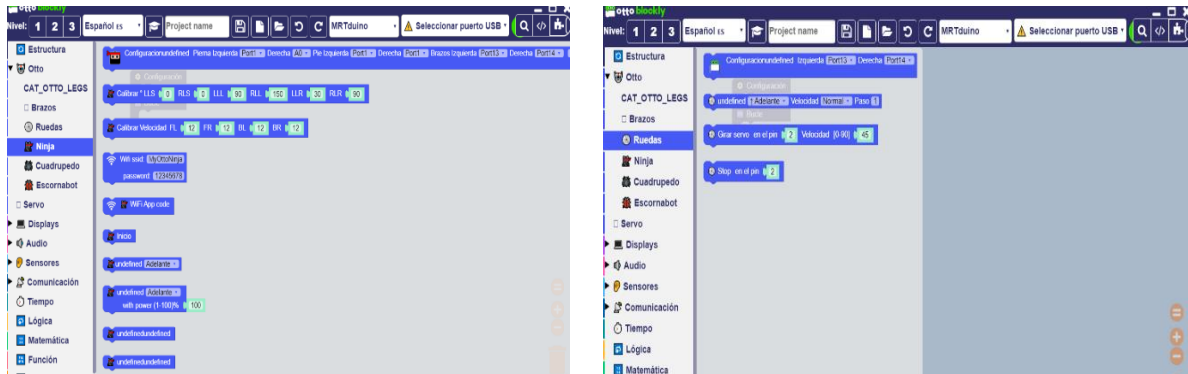 otto blockly
Nivel: 1 2 3 Español ES Project name MRTduino Seleccionar puerto USB
Estructura
Otto
CAT_OTTO_LEGS
Brazos
Ruedas
Ninja
Cuadrupedo
Escornabot
Servo
Displays
Audio
Sensores
Comunicación
Tiempo
Lógica
Matemática
Función
Configuracionundefined Pierna Izquierda Port1 Derecha A0 Pie Izquierda Port1 Derecha Port1 Brazos Izquierda Port13 Derecha Port14
Configuración
Calibrar * LLS 0 RLS 0 LLL 90 RLL 150 LLR 30 RLR 90
Calibrar Velocidad FL 12 FR 12 BL 12 BR 12
Wifi ssid MyOttoNinja
password 12345678
WiFi App code
Inicio
undefined Adelante
undefined Adelante
with power (1-100)% 100
undefinedundefined
undefinedundefined
otto blockly
Nivel: 1 2 3 Español ES Project name MRTduino Seleccionar puerto USB
Estructura
Otto
CAT_OTTO_LEGS
Brazos
Ruedas
Ninja
Cuadrupedo
Escornabot
Servo
Displays
Audio
Sensores
Comunicación
Tiempo
Lógica
Matemática
Configuracionundefined Izquierda Port13 Derecha Port14
Configuración
undefined ↑Adelante Velocidad Normal Paso 1
Bucle
Girar servo en el pin 2 Velocidad [0-90] 45
Stop en el pin 2